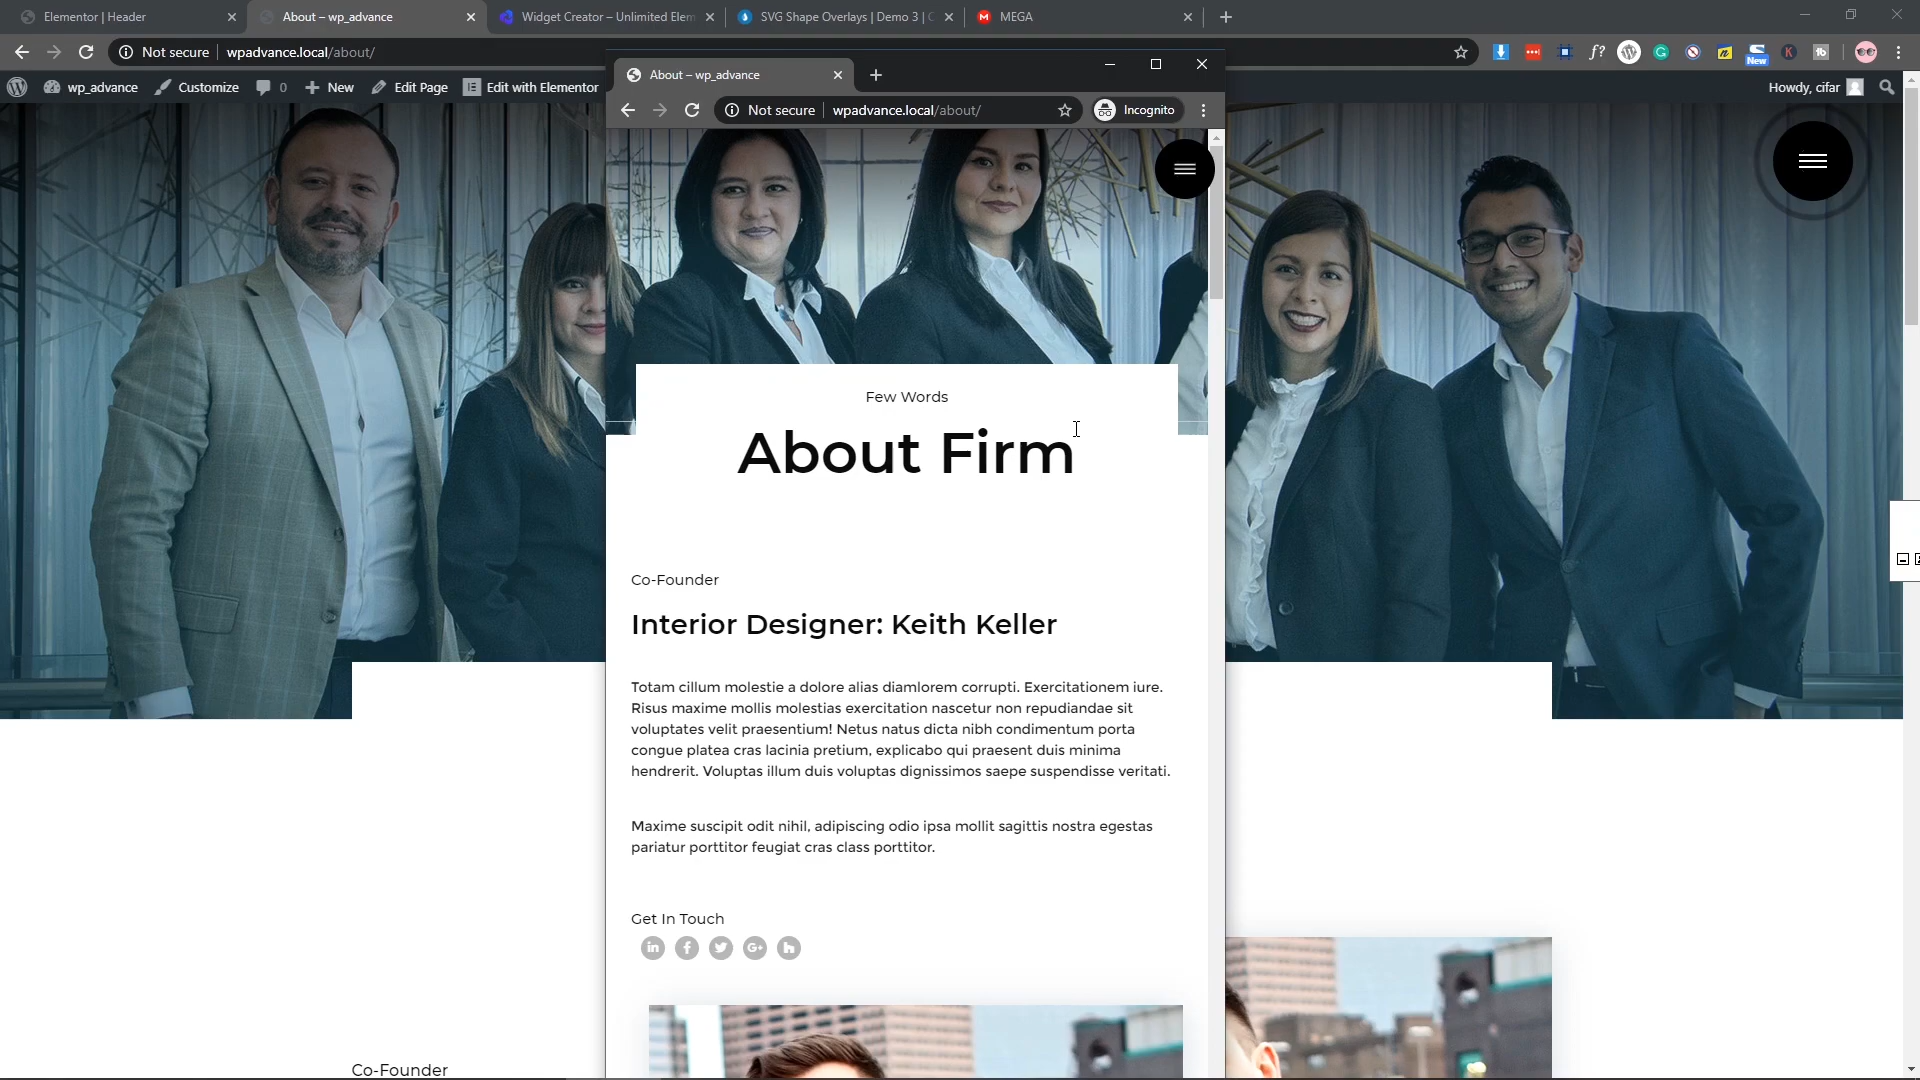 Elementor | Header
About – wp_advance
Widget Creator – Unlimited Elem
SVG Shape Overlays | Demo 3 | C
MEGA
Not secure
wpadvance.local/about/
f?
New
wp_advance
Customize
0
New
Edit Page
Edit with Elementor
Howdy, cifar
About – wp_advance
Not secure
wpadvance.local/about/
Incognito
Few Words
About Firm
Co-Founder
Interior Designer: Keith Keller
Totam cillum molestie a dolore alias diamlorem corrupti. Exercitationem iure.
Risus maxime mollis molestias exercitation nascetur non repudiandae sit
voluptates velit praesentium! Netus natus dicta nibh condimentum porta
congue platea cras lacinia pretium, explicabo qui praesent duis minima
hendrerit. Voluptas illum duis voluptas dignissimos saepe suspendisse veritati.
Maxime suscipit odit nihil, adipiscing odio ipsa mollit sagittis nostra egestas
pariatur porttitor feugiat cras class porttitor.
Get In Touch
Co-Founder